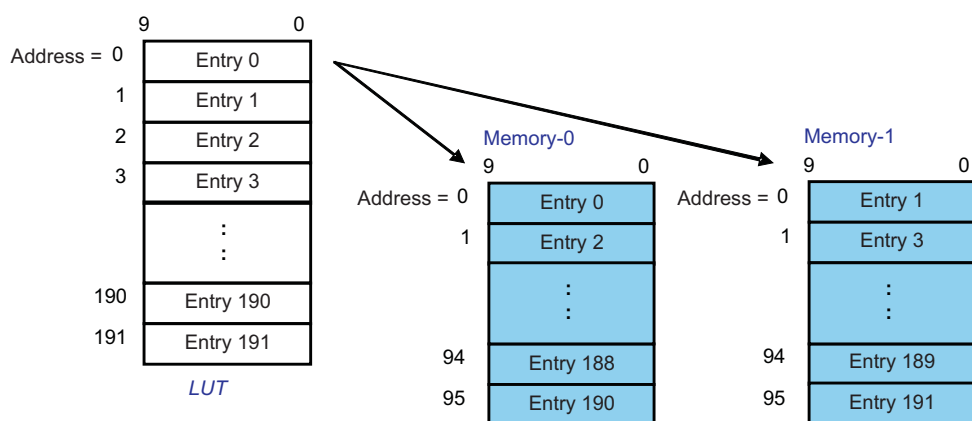 9 0
Address = 0 Entry 0
1 Entry 1
2 Entry 2
3 Entry 3
:
:
190 Entry 190
191 Entry 191
LUT
Memory-0
9 0
Address = 0 Entry 0
1 Entry 2
:
:
94 Entry 188
95 Entry 190
Memory-1
9 0
Address = 0 Entry 1
1 Entry 3
:
:
94 Entry 189
95 Entry 191